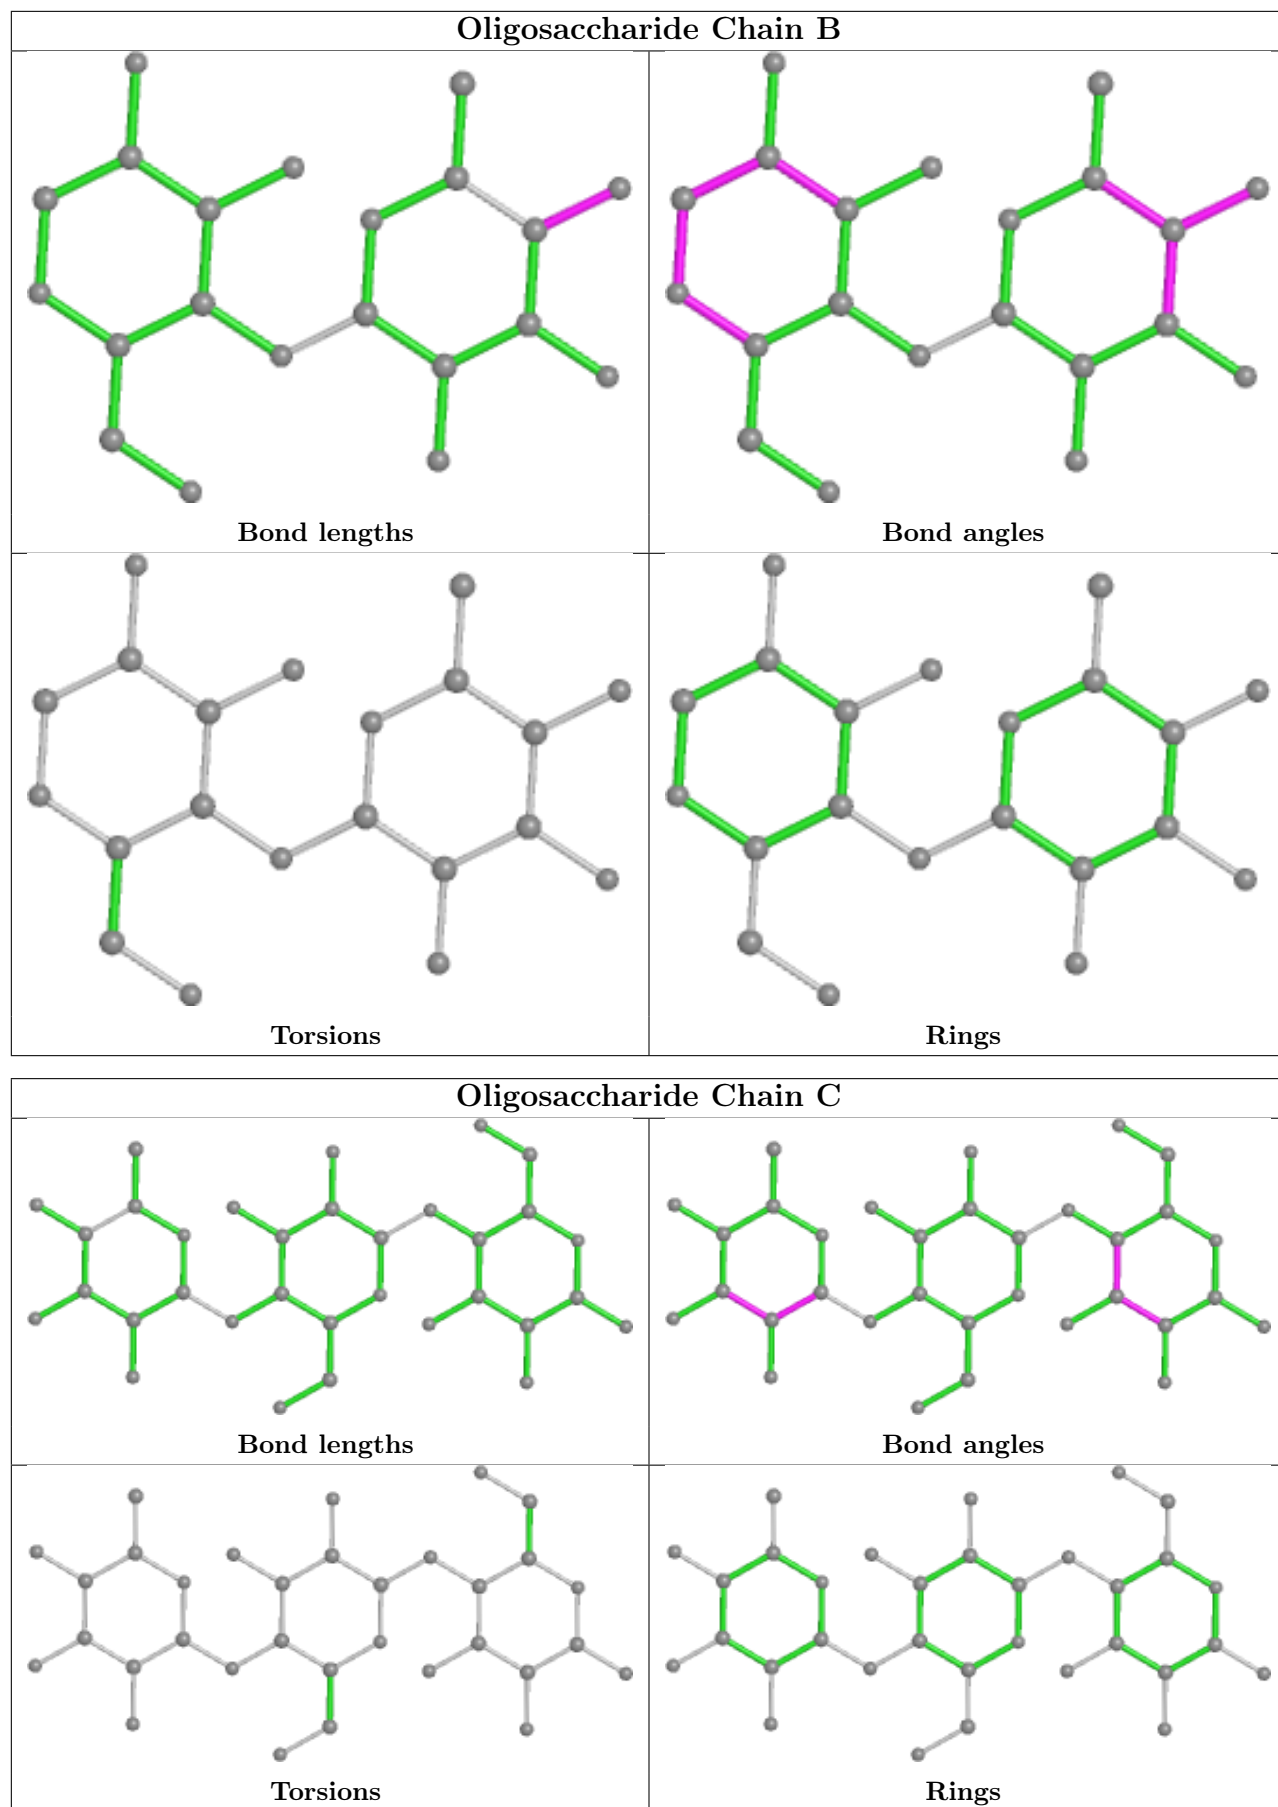 Oligosaccharide Chain B
Bond lengths
Bond angles
Torsions
Rings
Oligosaccharide Chain C
Bond lengths
Bond angles
Torsions
Rings